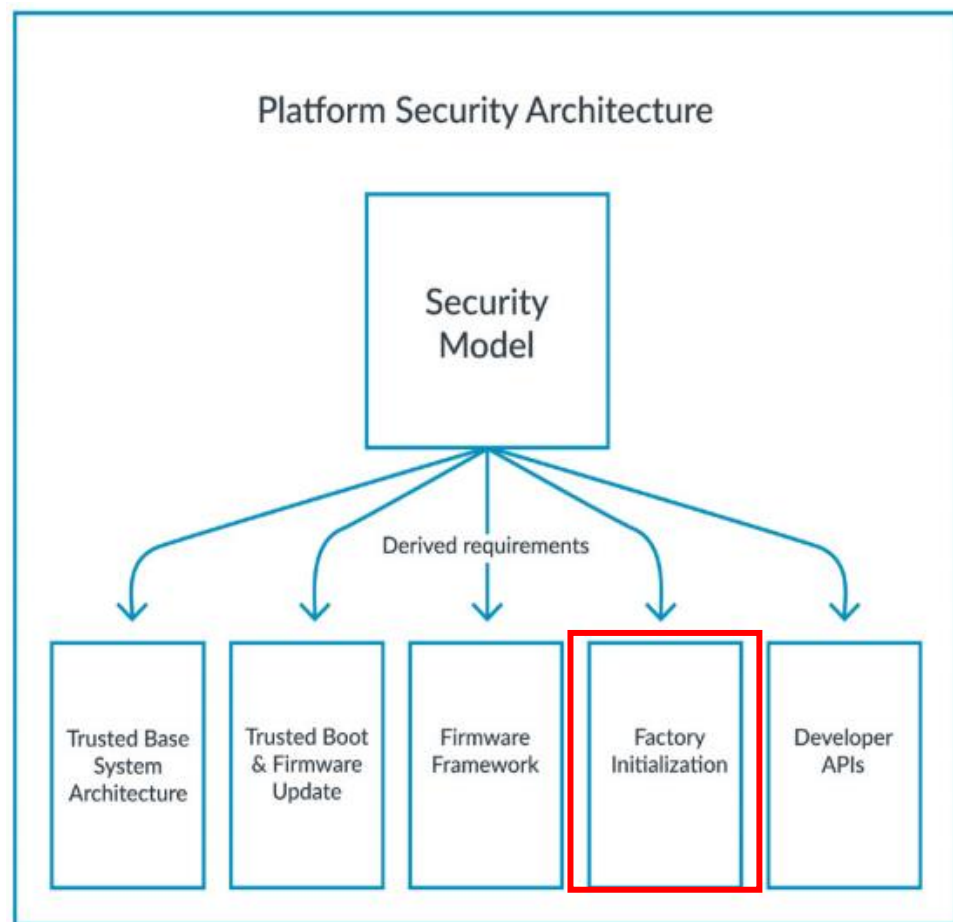 Platform Security Architecture
Security
Model
Derived requirements
Trusted Base
System
Architecture
Trusted Boot
& Firmware
Update
Firmware
Framework
Factory
Initialization
Developer
APIs